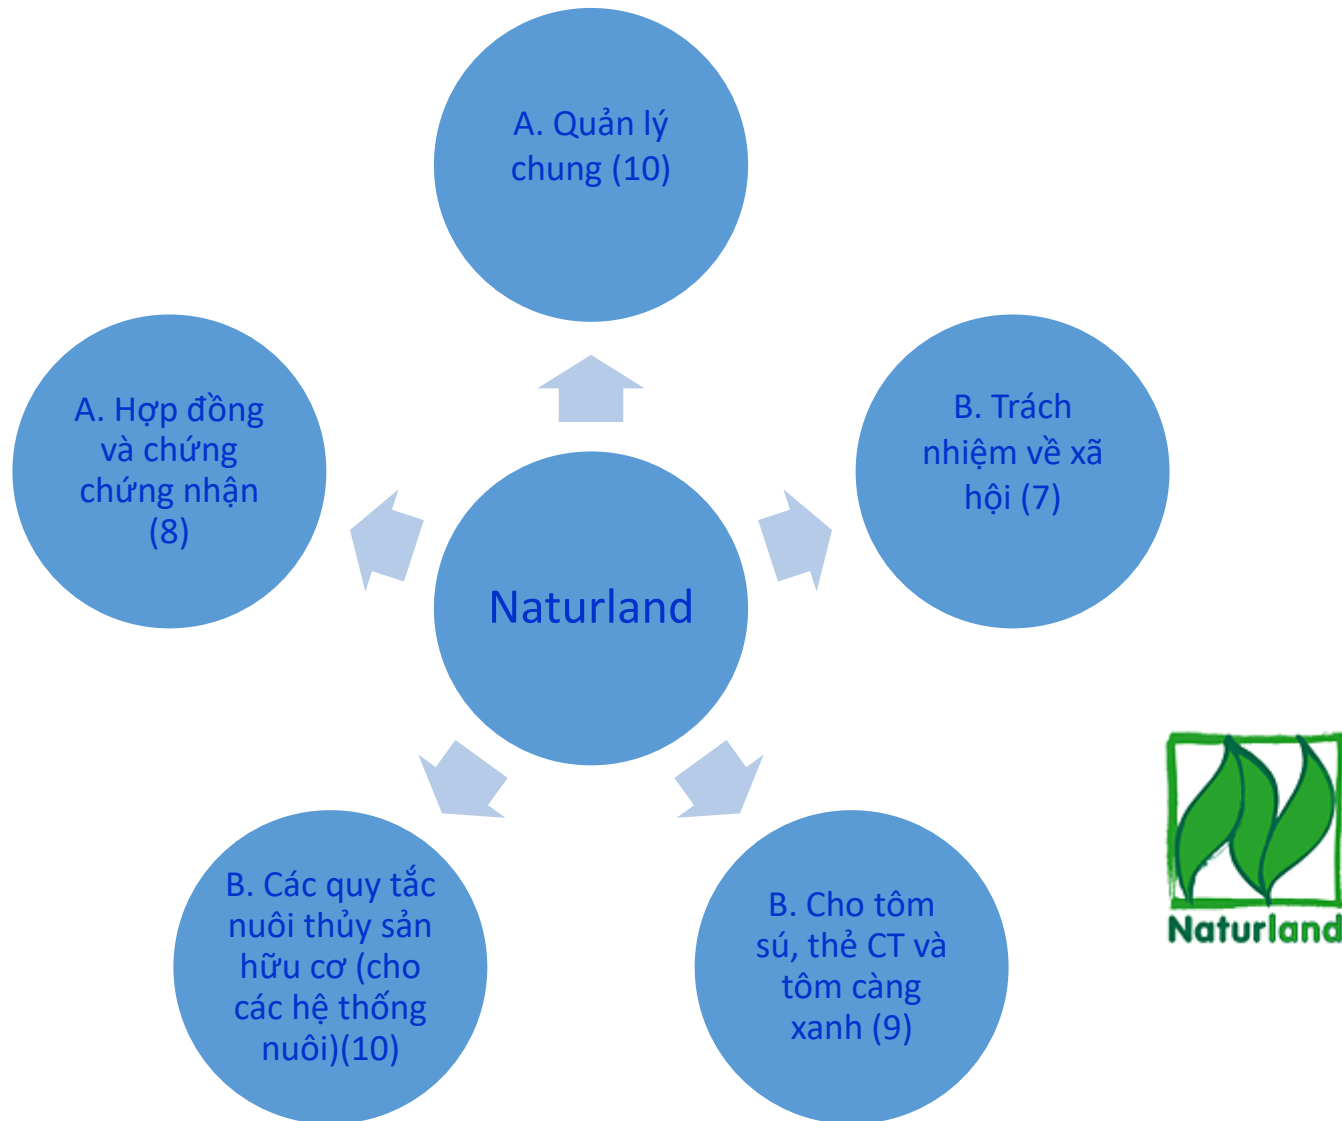 A. Quản lý
chung (10)
A. Hợp đồng
và chứng
chứng nhận
(8)
B. Trách
nhiệm về xã
hội (7)
Naturland
B. Các quy tắc
nuôi thủy sản
hữu cơ (cho
các hệ thống
nuôi)(10)
B. Cho tôm
sú, thẻ CT và
tôm càng
xanh (9)
Naturland